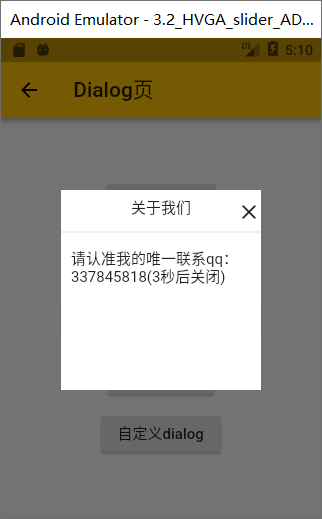 Android Emulator - 3.2_HVGA_slider_AD...
LTE 5:10
Dialog页
关于我们
请认准我的唯一联系qq：
337845818(3秒后关闭)
自定义dialog